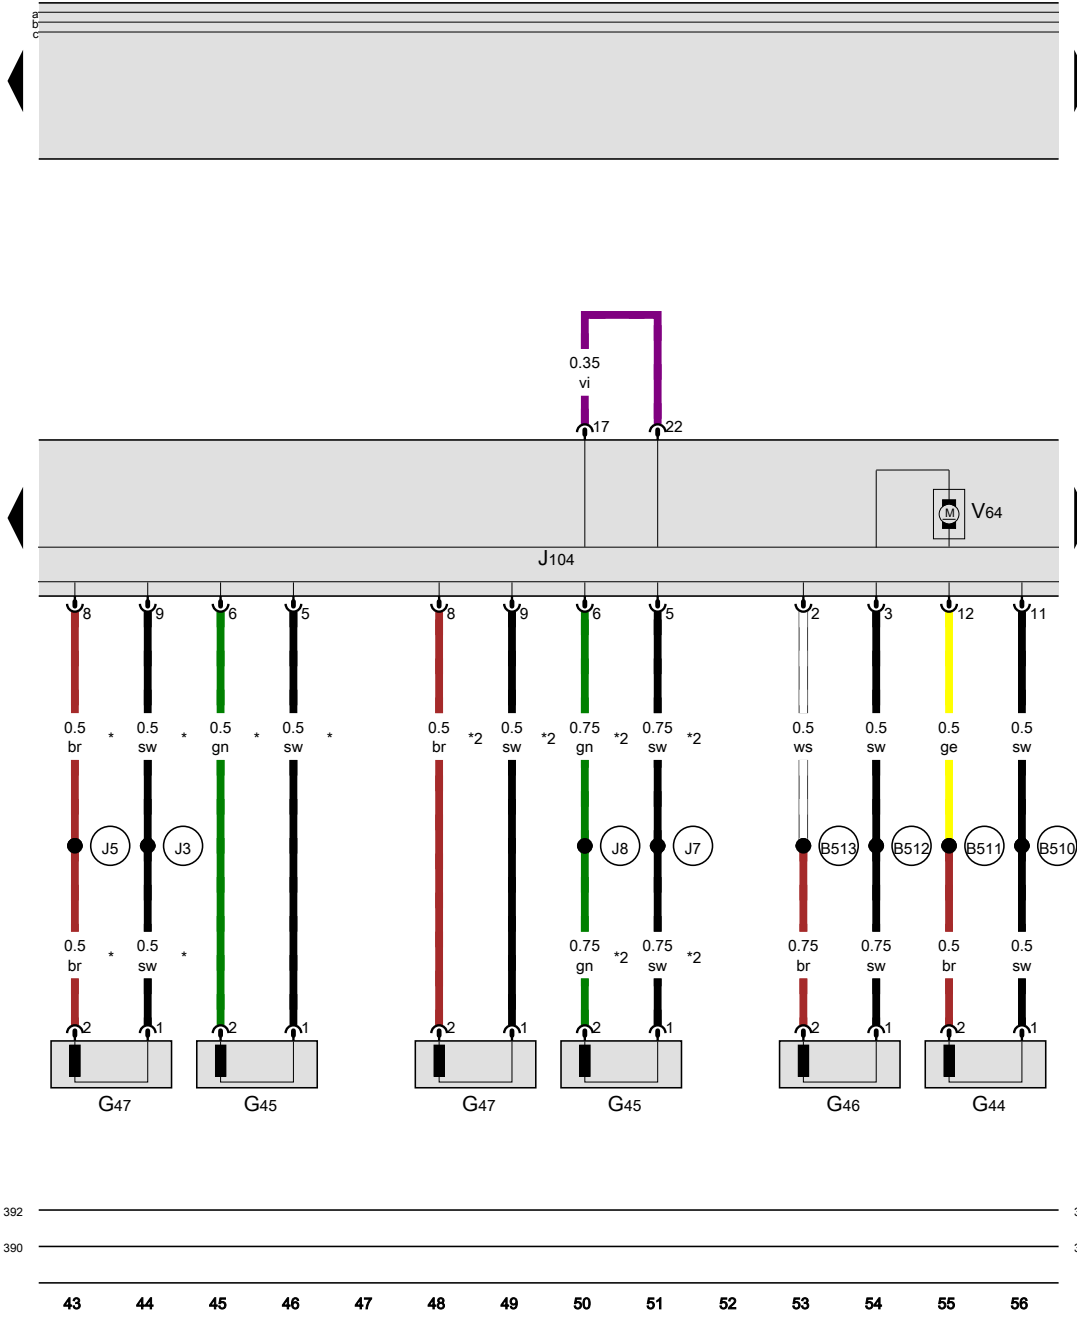 a
b
c
0.35
vi
17 22
M V64
J104
8 9 6 5 8 9 6 5 2 3 12 11
0.5 0.5 0.5 0.5 0.5 0.5 0.75 0.75 0.5 0.5 0.5 0.5
* * * * *2 *2 *2 *2
br sw gn sw br sw gn sw ws sw ge sw
J5 J3 J8 J7 B513 B512 B511 B510
0.5 0.5 0.75 0.75 0.75 0.75 0.5 0.5
* * *2 *2
br sw gn sw br sw br sw
2 1 2 1 2 1 2 1 2 1 2 1
G47 G45 G47 G45 G46 G44
392
390
43 44 45 46 47 48 49 50 51 52 53 54 55 56